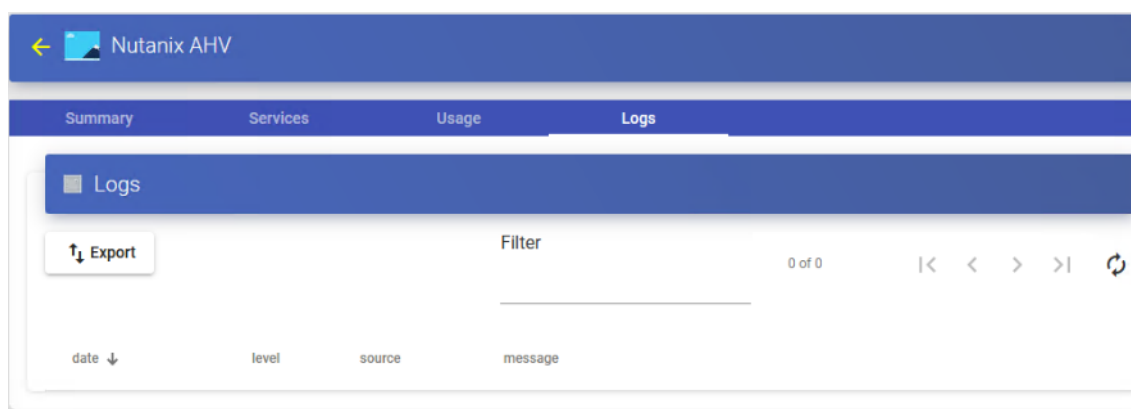 Nutanix AHV
Summary Services Usage Logs
Logs
Export Filter 0 of 0
date level source message